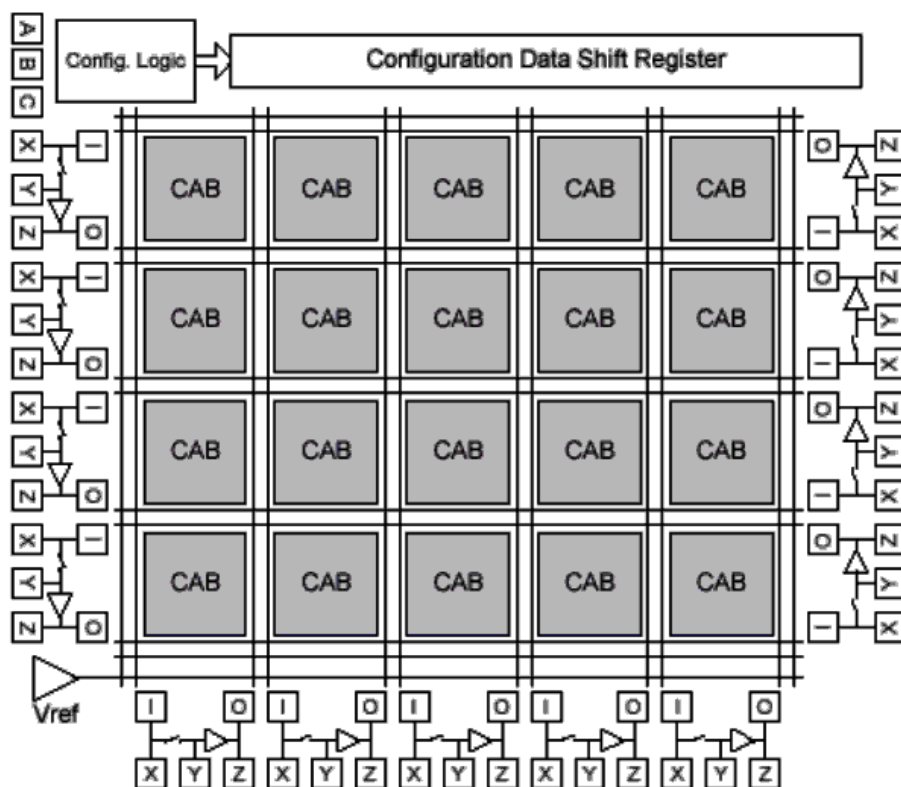 A
B
C
Config. Logic
Configuration Data Shift Register
X I CAB CAB CAB CAB CAB O Z
Y Y
Z O I X
X I CAB CAB CAB CAB CAB O Z
Y Y
Z O I X
X I CAB CAB CAB CAB CAB O Z
Y Y
Z O I X
X I CAB CAB CAB CAB CAB O Z
Y Y
Z O I X
Vref
I O I O I O I O I O
X Y Z X Y Z X Y Z X Y Z X Y Z